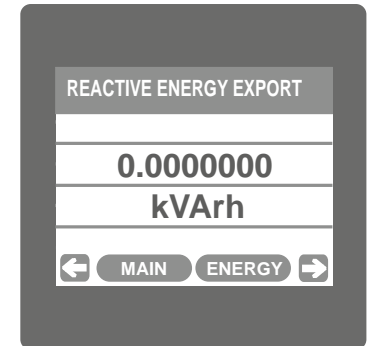 REACTIVE ENERGY EXPORT
0.0000000
kVArh
MAIN ENERGY